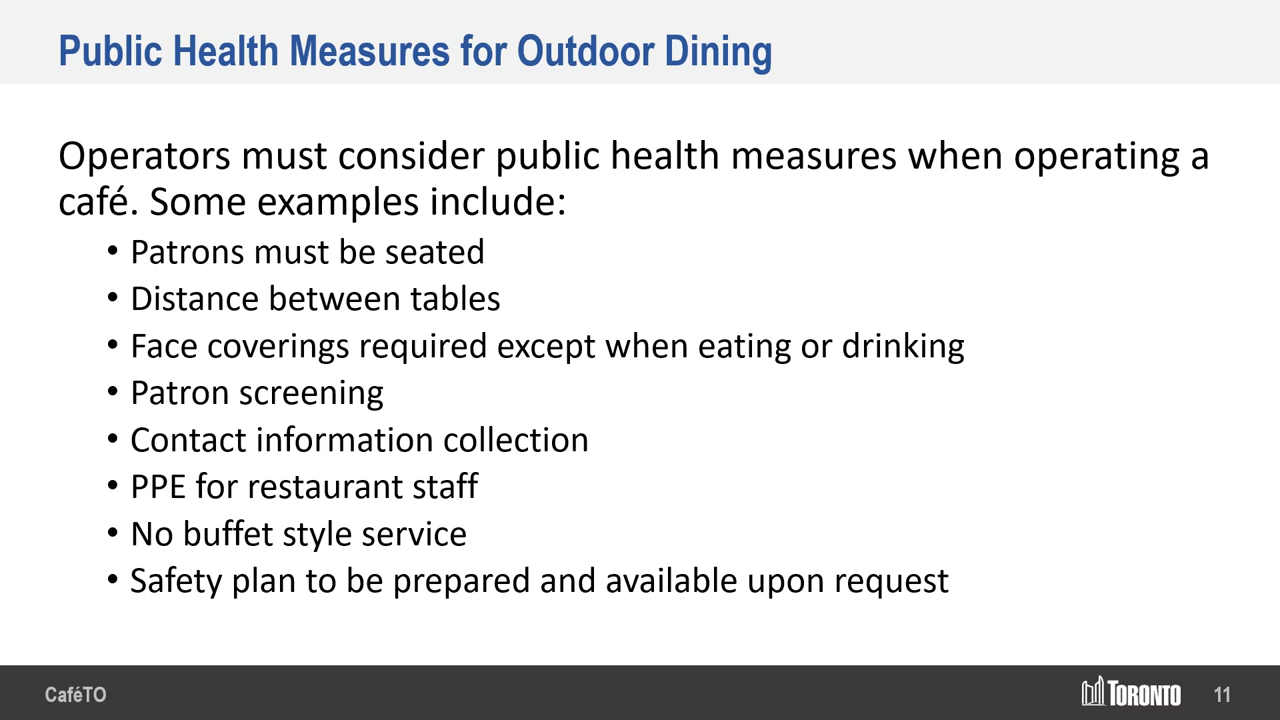 Public Health Measures for Outdoor Dining
Operators must consider public health measures when operating a
café. Some examples include:
• Patrons must be seated
• Distance between tables
• Face coverings required except when eating or drinking
• Patron screening
• Contact information collection
• PPE for restaurant staff
• No buffet style service
• Safety plan to be prepared and available upon request
CaféTO
TORONTO
11